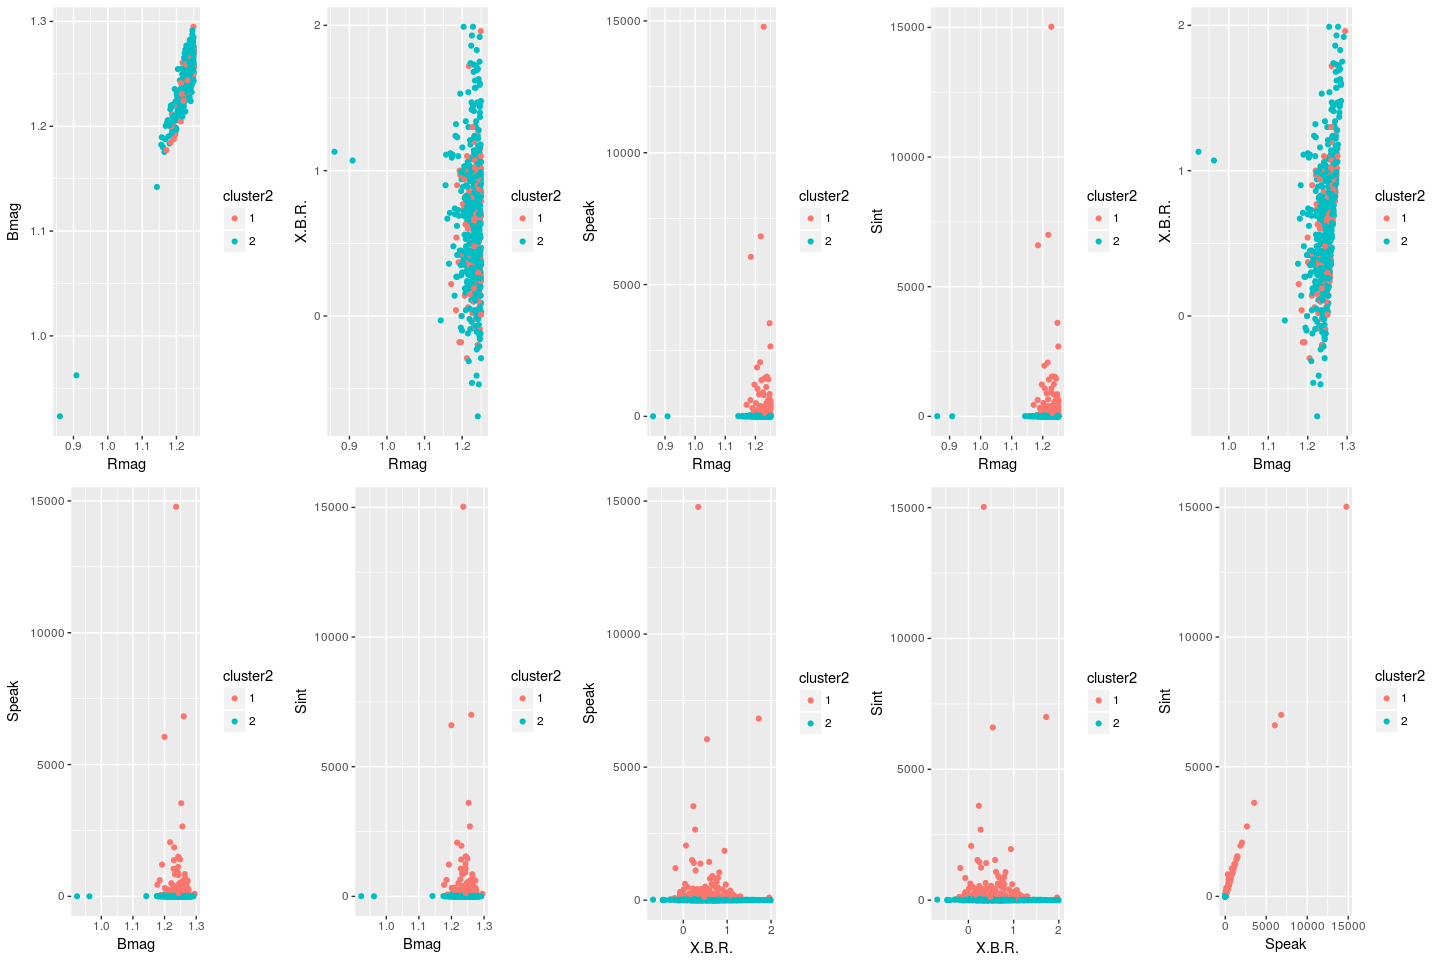 1.3
1.2
1.1
1.0
Bmag
0.9 1.0 1.1 1.2
Rmag
cluster2
1
2
2
1
0
X.B.R.
0.9 1.0 1.1 1.2
Rmag
cluster2
1
2
15000
10000
5000
0
Speak
0.9 1.0 1.1 1.2
Rmag
cluster2
1
2
15000
10000
5000
0
Sint
0.9 1.0 1.1 1.2
Rmag
cluster2
1
2
2
1
0
X.B.R.
1.0 1.1 1.2 1.3
Bmag
cluster2
1
2
15000
10000
5000
0
Speak
1.0 1.1 1.2 1.3
Bmag
cluster2
1
2
15000
10000
5000
0
Sint
1.0 1.1 1.2 1.3
Bmag
cluster2
1
2
15000
10000
5000
0
Speak
0 1 2
X.B.R.
cluster2
1
2
15000
10000
5000
0
Sint
0 1 2
X.B.R.
cluster2
1
2
15000
10000
5000
0
Sint
0 5000 10000 15000
Speak
cluster2
1
2